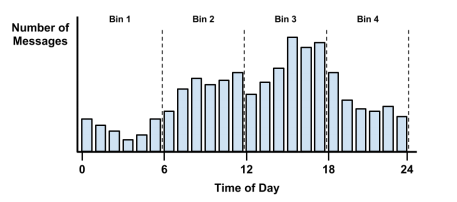 Bin 1 Bin 2 Bin 3 Bin 4
Number of
Messages
0 6 12 18 24
Time of Day